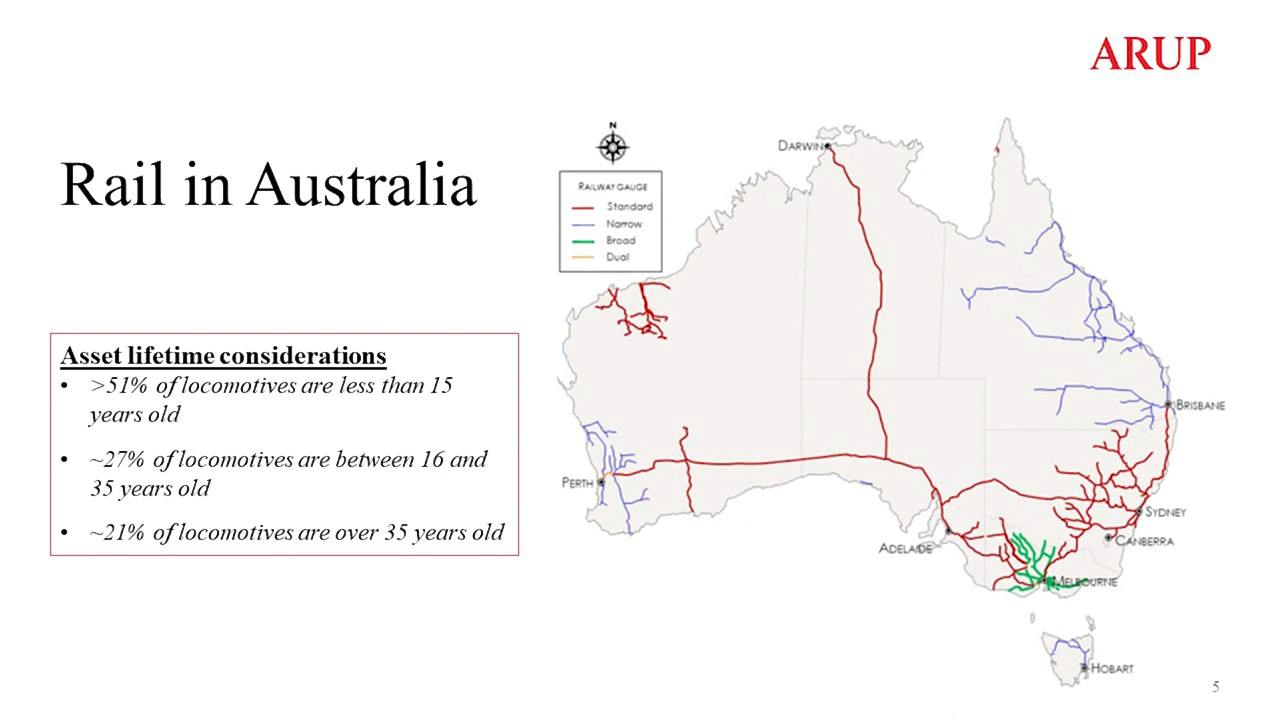 ARUP
Rail in Australia
Asset lifetime considerations
• >51% of locomotives are less than 15
years old
• ~27% of locomotives are between 16 and
35 years old
• ~21% of locomotives are over 35 years old
N
RAILWAY GAUGE
Standard
Narrow
Broad
Dual
DARWIN
BRISBANE
PERTH
SYDNEY
CANBERRA
ADELAIDE
MELBOURNE
HOBART
5